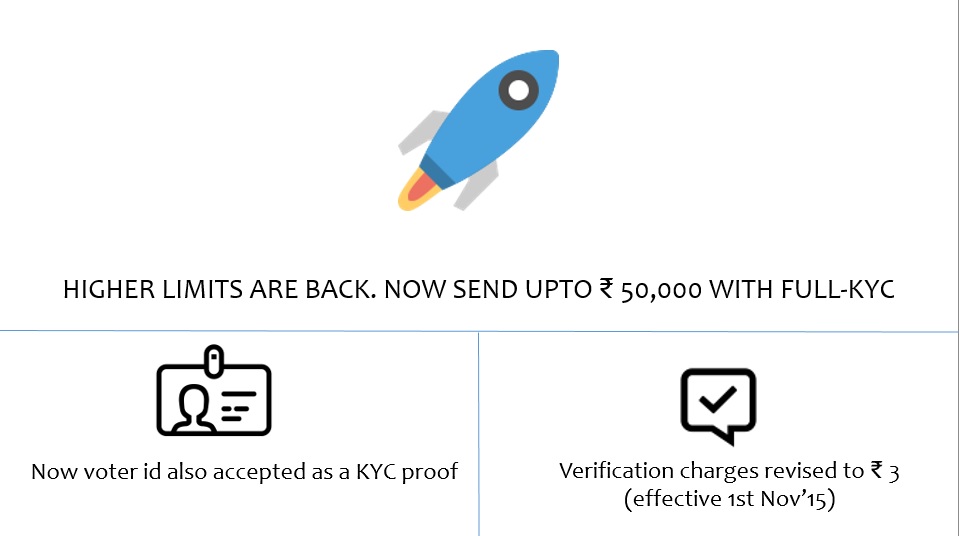 HIGHER LIMITS ARE BACK. NOW SEND UPTO ₹ 50,000 WITH FULL-KYC
Now voter id also accepted as a KYC proof
Verification charges revised to ₹ 3
(effective 1st Nov’15)